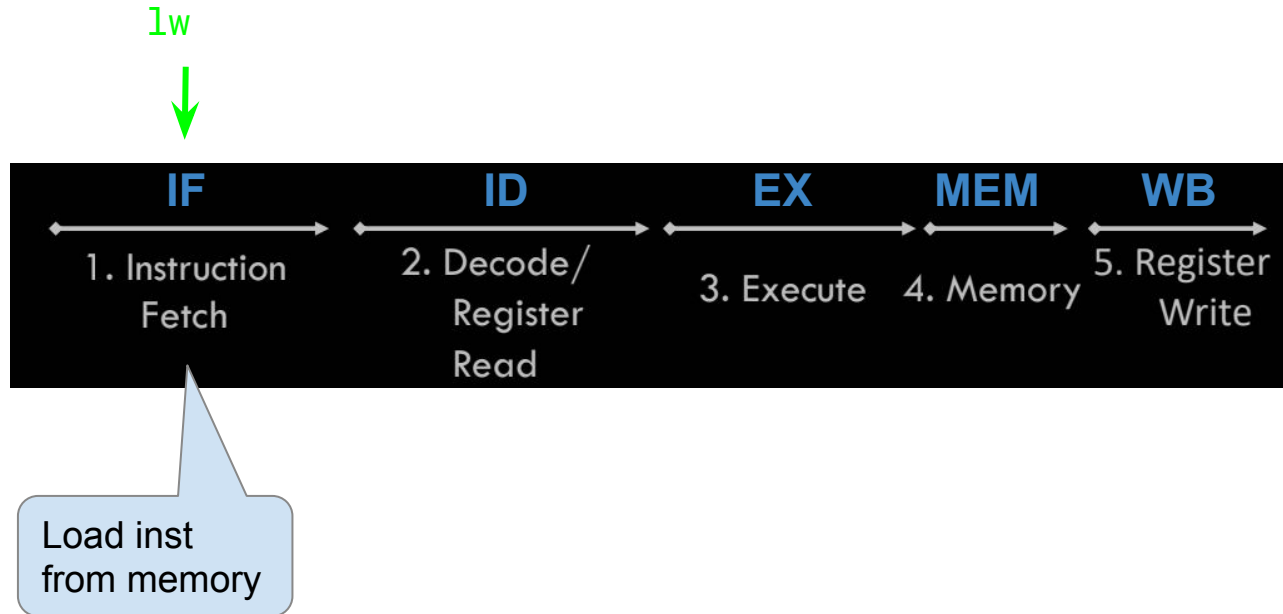 lw
IF ID EX MEM WB
1. Instruction
Fetch
2. Decode/
Register
Read
3. Execute
4. Memory
5. Register
Write
Load inst
from memory